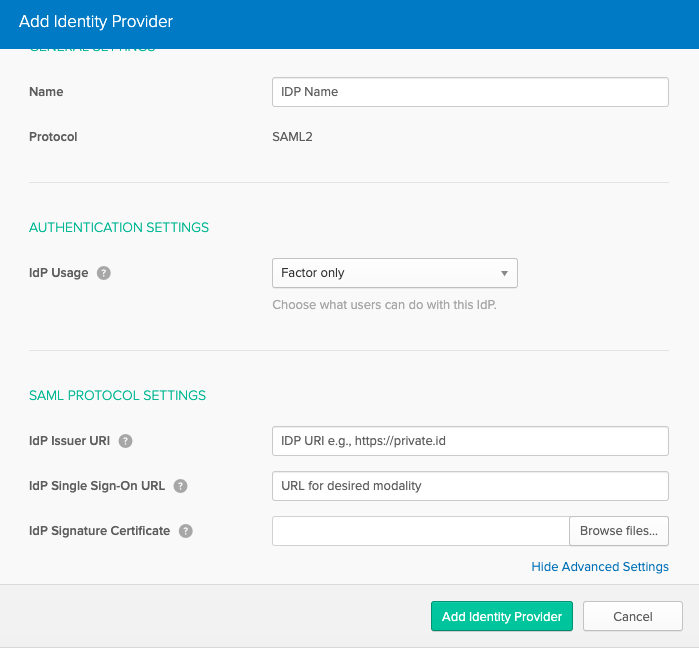 Add Identity Provider
GENERAL SETTINGS
Name
IDP Name
Protocol
SAML2
AUTHENTICATION SETTINGS
IdP Usage ?
Factor only
Choose what users can do with this IdP.
SAML PROTOCOL SETTINGS
IdP Issuer URI ?
IDP URI e.g., https://private.id
IdP Single Sign-On URL ?
URL for desired modality
IdP Signature Certificate ?
Browse files...
Hide Advanced Settings
Add Identity Provider
Cancel